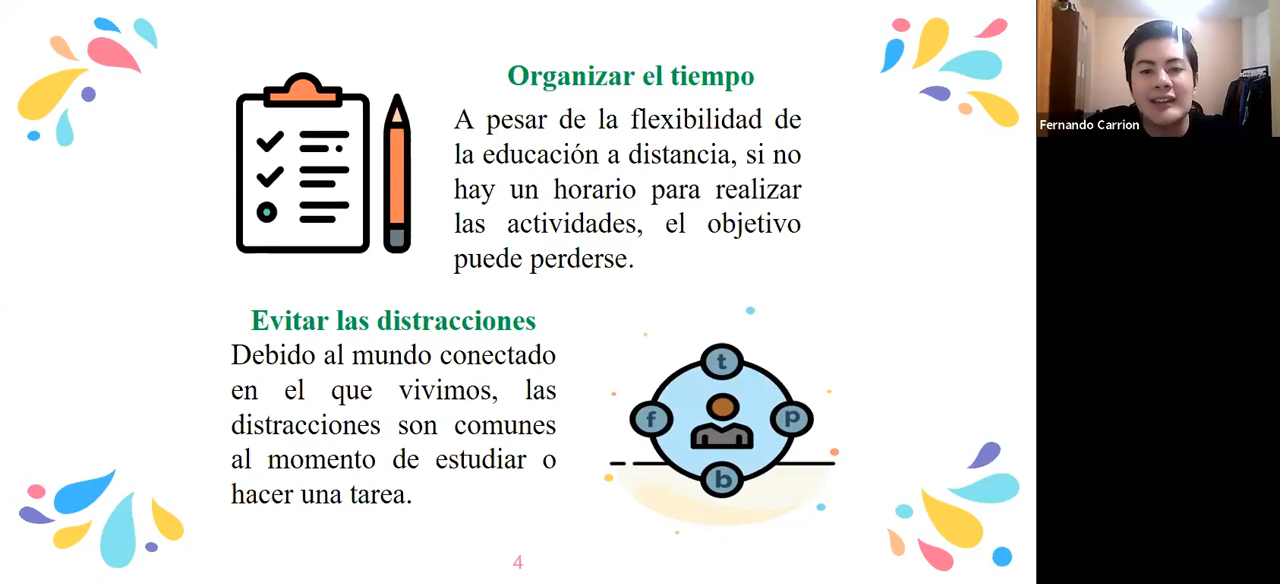 Organizar el tiempo
A pesar de la flexibilidad de
la educación a distancia, si no
hay un horario para realizar
las actividades, el objetivo
puede perderse.
Evitar las distracciones
Debido al mundo conectado
en el que vivimos, las
distracciones son comunes
al momento de estudiar o
hacer una tarea.
t
f
p
b
4
Fernando Carrion